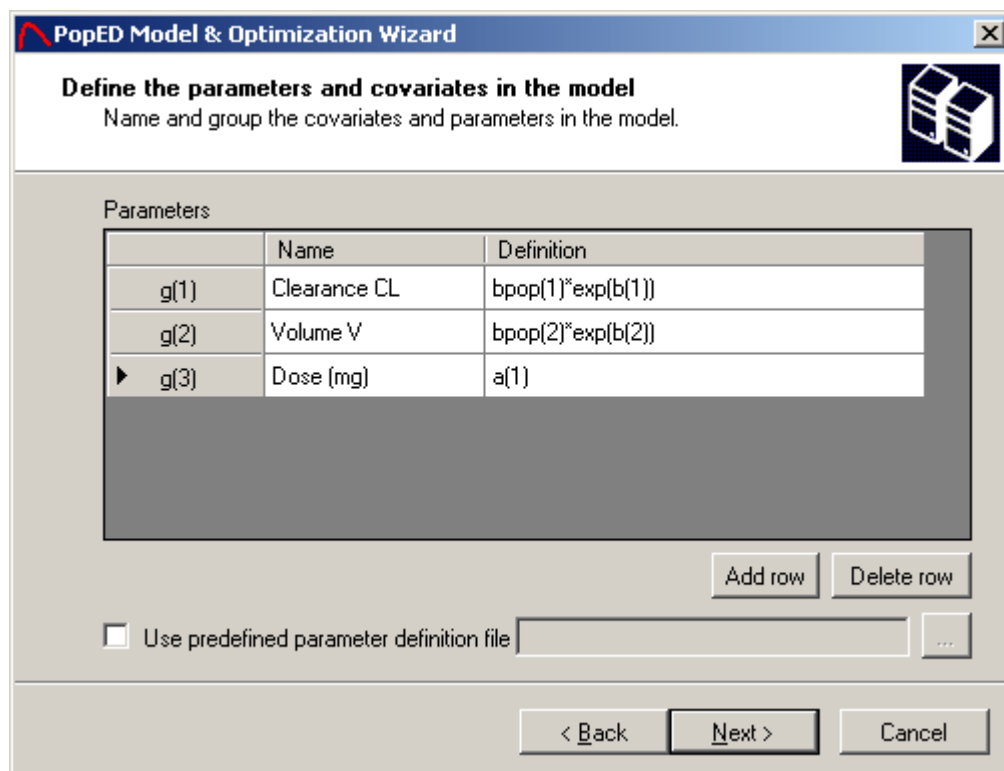 PopED Model & Optimization Wizard
Define the parameters and covariates in the model
Name and group the covariates and parameters in the model.
Parameters
Name Definition
g(1) Clearance CL bpop(1)*exp(b(1))
g(2) Volume V bpop(2)*exp(b(2))
g(3) Dose (mg) a(1)
Add row Delete row
Use predefined parameter definition file ...
< Back Next > Cancel